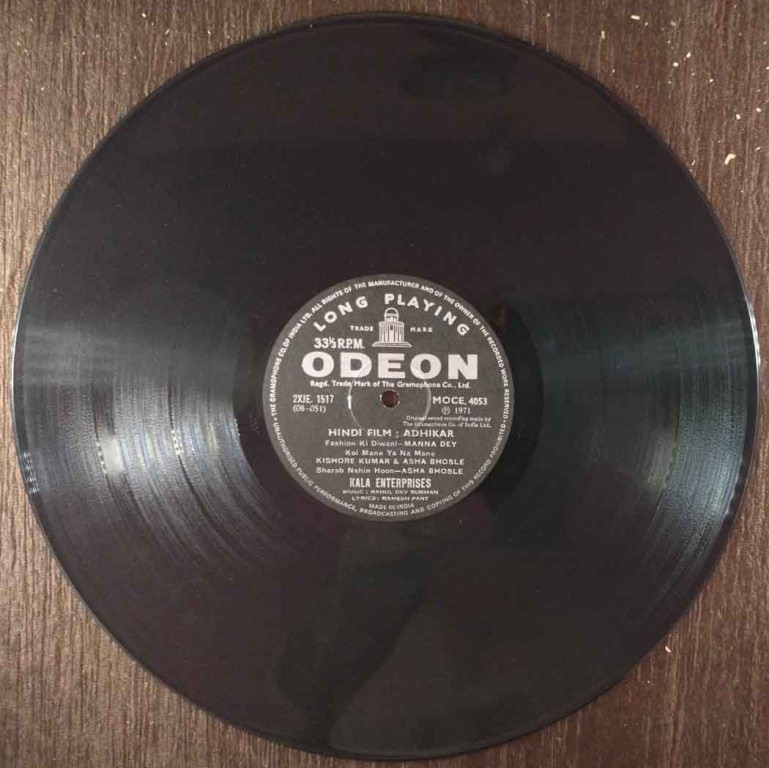 • THE GRAMOPHONE CO. OF INDIA LTD. ALL RIGHTS OF THE MANUFACTURER AND OF THE OWNER OF THE RECORDED WORK RESERVED •
LONG PLAYING
TRADE MARK
33⅓ R.P.M.
ODEON
Regd. Trade Mark of The Gramophone Co., Ltd.
2XJE. 1517 MOCE. 4053
(08-051) Ⓟ 1971
Original sound recording made by
The Gramophone Co. of India Ltd.
HINDI FILM : ADHIKAR
Fashion Ki Diwani—MANNA DEY
Koi Mane Ya Na Mane
KISHORE KUMAR & ASHA BHOSLE
Sharab Nahin Hoon—ASHA BHOSLE
KALA ENTERPRISES
MUSIC : RAHUL DEV BURMAN
LYRICS : RAMESH PANT
MADE IN INDIA
UNAUTHORISED PUBLIC PERFORMANCE, BROADCASTING AND COPYING OF THIS RECORD PROHIBITED